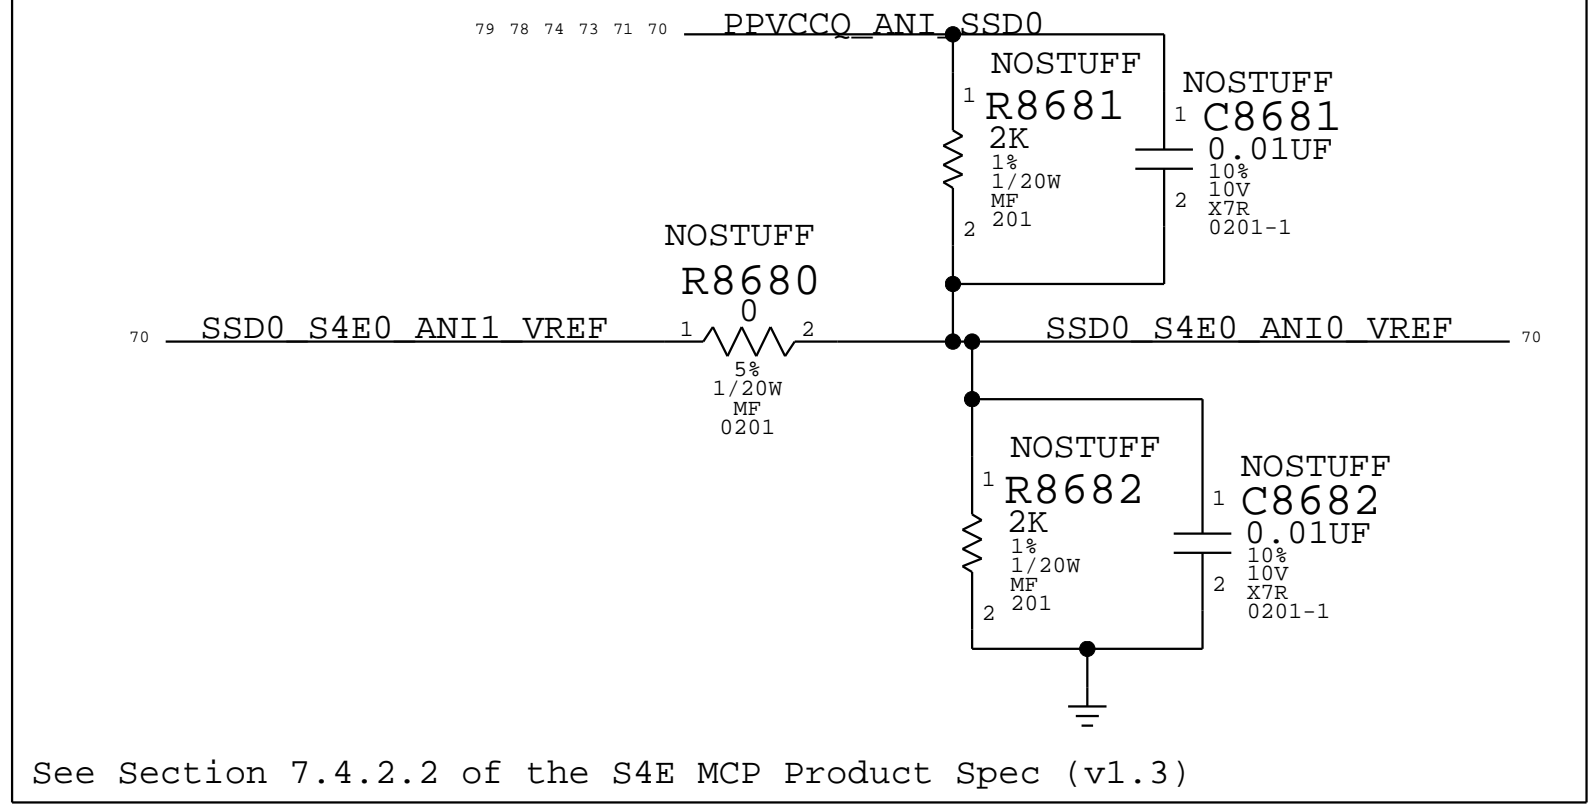 79 78 74 73 71 70 PPVCCQ_ANI_SSD0
NOSTUFF
1 R8681
2K
1%
1/20W
MF
201
2
NOSTUFF
1 C8681
0.01UF
10%
10V
X7R
0201-1
2
NOSTUFF
R8680
0
70 SSD0_S4E0_ANI1_VREF 1 2 SSD0_S4E0_ANI0_VREF 70
5%
1/20W
MF
0201
NOSTUFF
1 R8682
2K
1%
1/20W
MF
201
2
NOSTUFF
1 C8682
0.01UF
10%
10V
X7R
0201-1
2
See Section 7.4.2.2 of the S4E MCP Product Spec (v1.3)